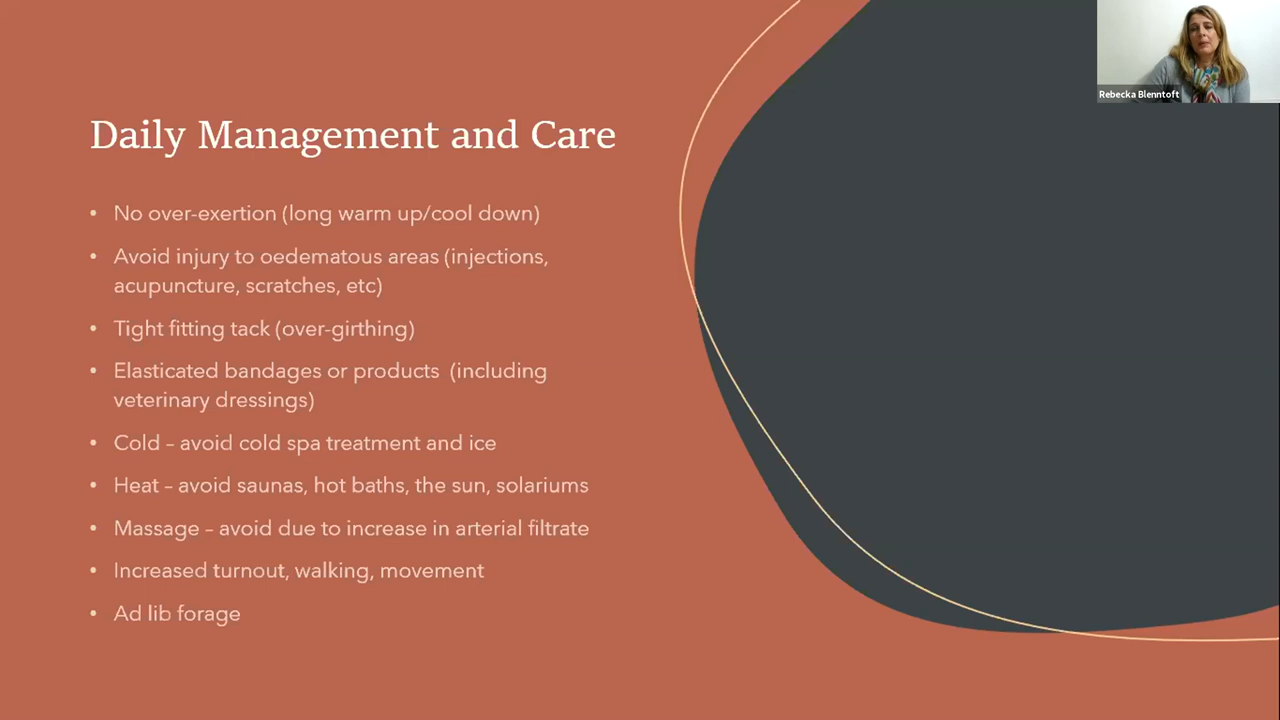 Rebecka Blenntoft
Daily Management and Care
• No over-exertion (long warm up/cool down)
• Avoid injury to oedematous areas (injections,
acupuncture, scratches, etc)
• Tight fitting tack (over-girthing)
• Elasticated bandages or products (including
veterinary dressings)
• Cold – avoid cold spa treatment and ice
• Heat – avoid saunas, hot baths, the sun, solariums
• Massage – avoid due to increase in arterial filtrate
• Increased turnout, walking, movement
• Ad lib forage